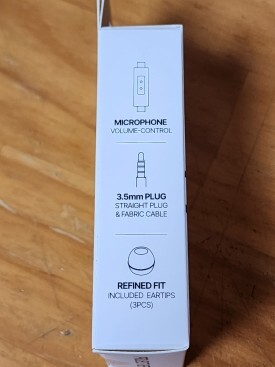 MICROPHONE
VOLUME-CONTROL
3.5mm PLUG
STRAIGHT PLUG
& FABRIC CABLE
REFINED FIT
INCLUDED EARTIPS
(3PCS)